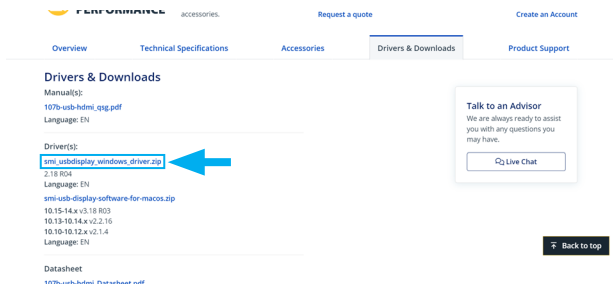 PERFORMANCE
accessories.
Request a quote
Create an Account
Overview
Technical Specifications
Accessories
Drivers & Downloads
Product Support
Drivers & Downloads
Manual(s):
107b-usb-hdmi_qsg.pdf
Language: EN
Driver(s):
smi_usbdisplay_windows_driver.zip
2.18 R04
Language: EN
smi-usb-display-software-for-macos.zip
10.15-14.x v3.18 R03
10.13-10.14.x v2.2.16
10.10-10.12.x v2.1.4
Language: EN
Datasheet
107b-usb-hdmi_Datasheet.pdf
Talk to an Advisor
We are always ready to assist
you with any questions you
may have.
Live Chat
Back to top